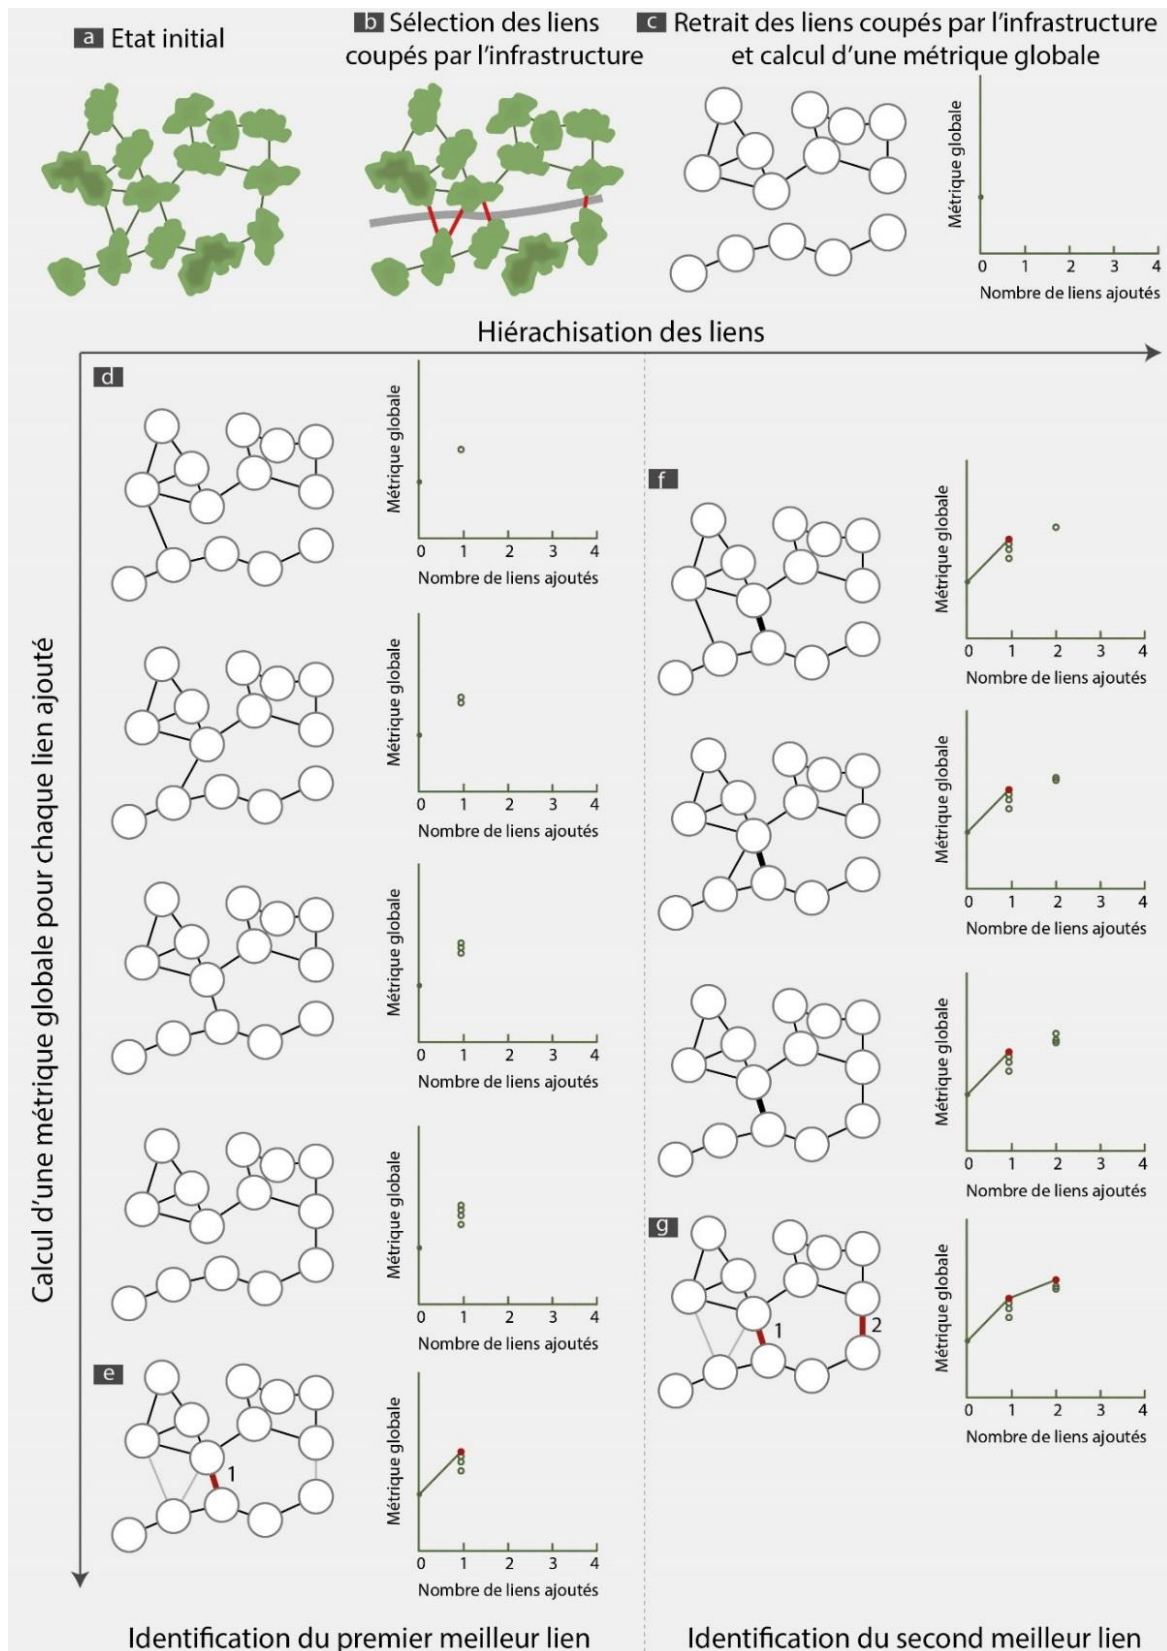 a Etat initial
b Sélection des liens
coupés par l'infrastructure
c Retrait des liens coupés par l'infrastructure
et calcul d'une métrique globale
Métrique globale
0 1 2 3 4
Nombre de liens ajoutés
Hiérachisation des liens
Calcul d'une métrique globale pour chaque lien ajouté
d
Métrique globale
0 1 2 3 4
Nombre de liens ajoutés
Métrique globale
0 1 2 3 4
Nombre de liens ajoutés
Métrique globale
0 1 2 3 4
Nombre de liens ajoutés
Métrique globale
0 1 2 3 4
Nombre de liens ajoutés
e
1
Métrique globale
0 1 2 3 4
Nombre de liens ajoutés
Identification du premier meilleur lien
f
Métrique globale
0 1 2 3 4
Nombre de liens ajoutés
Métrique globale
0 1 2 3 4
Nombre de liens ajoutés
Métrique globale
0 1 2 3 4
Nombre de liens ajoutés
g
1
2
Métrique globale
0 1 2 3 4
Nombre de liens ajoutés
Identification du second meilleur lien